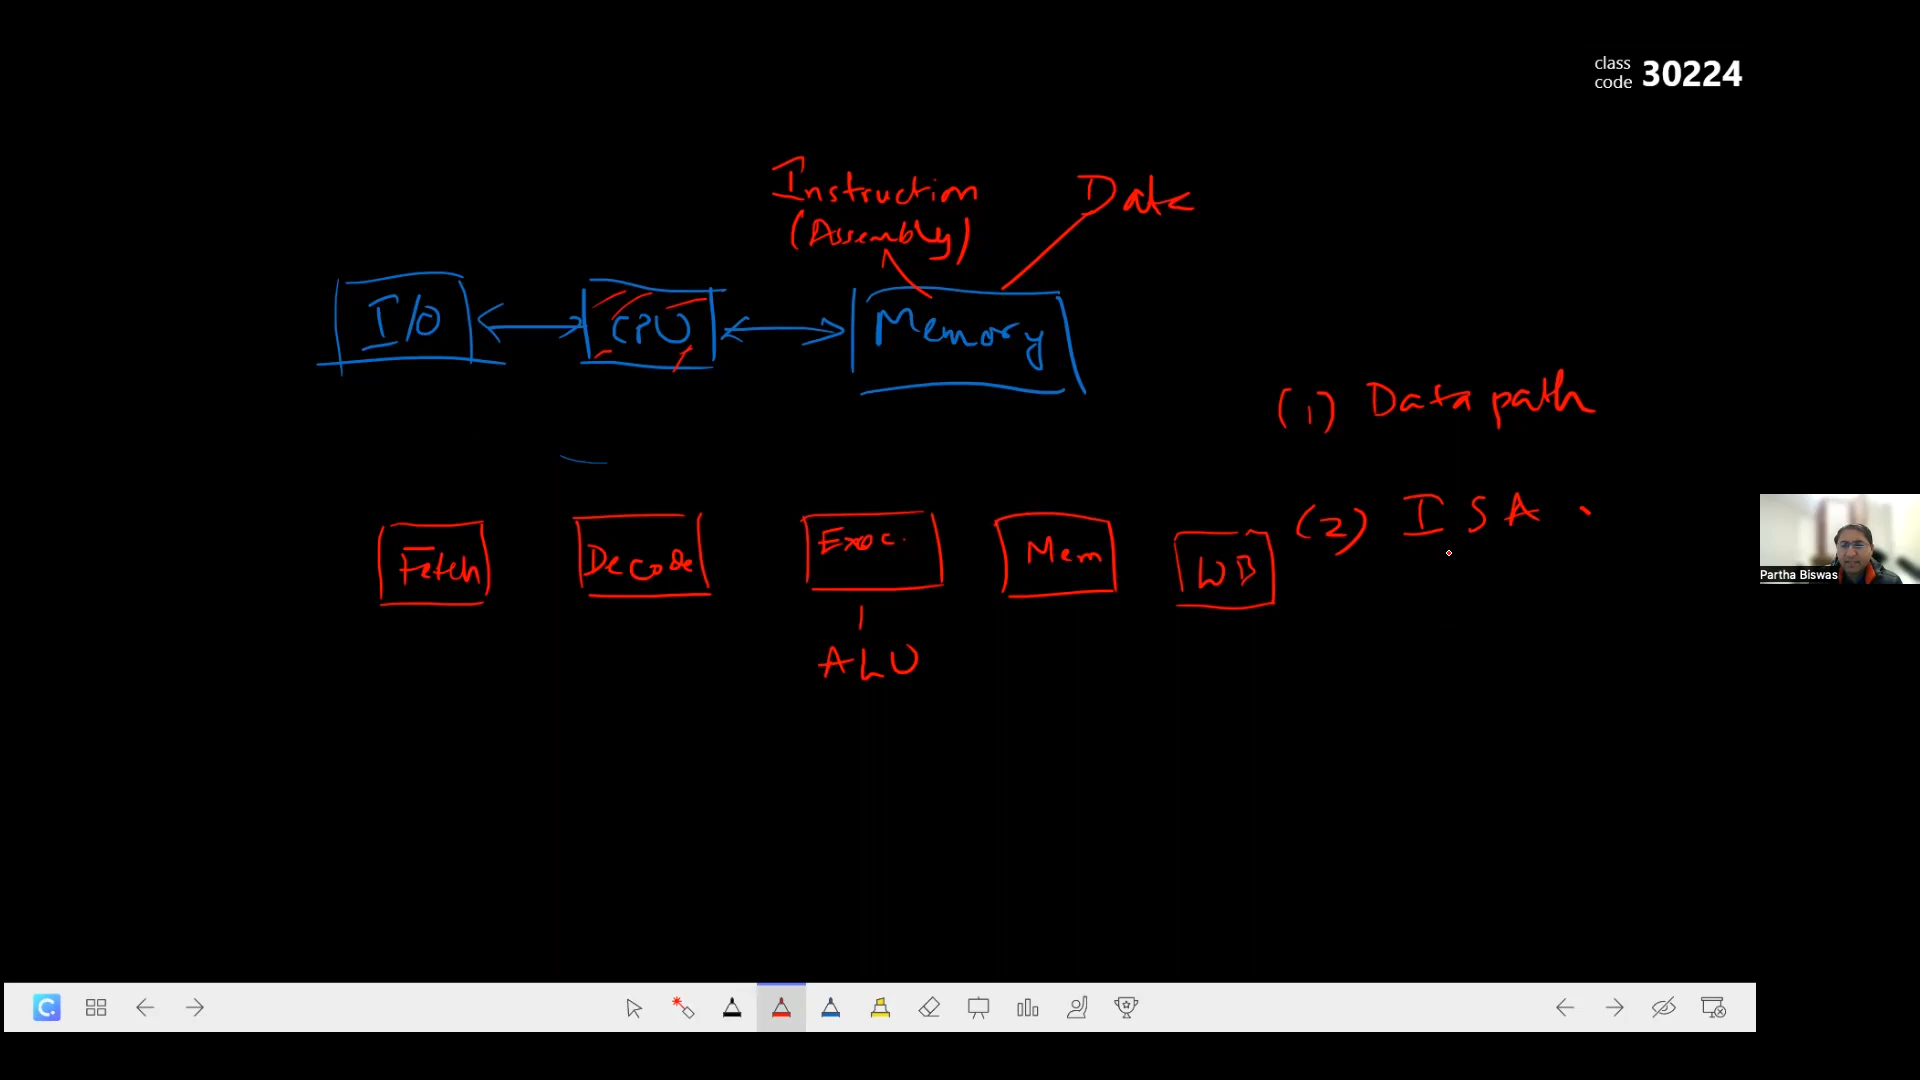 class
code 30224
Instruction
(Assembly)
Data
I/O
CPU
Memory
(1) Data path
(2) ISA
Fetch
Decode
Exec.
Mem
WB
ALU
Partha Biswas